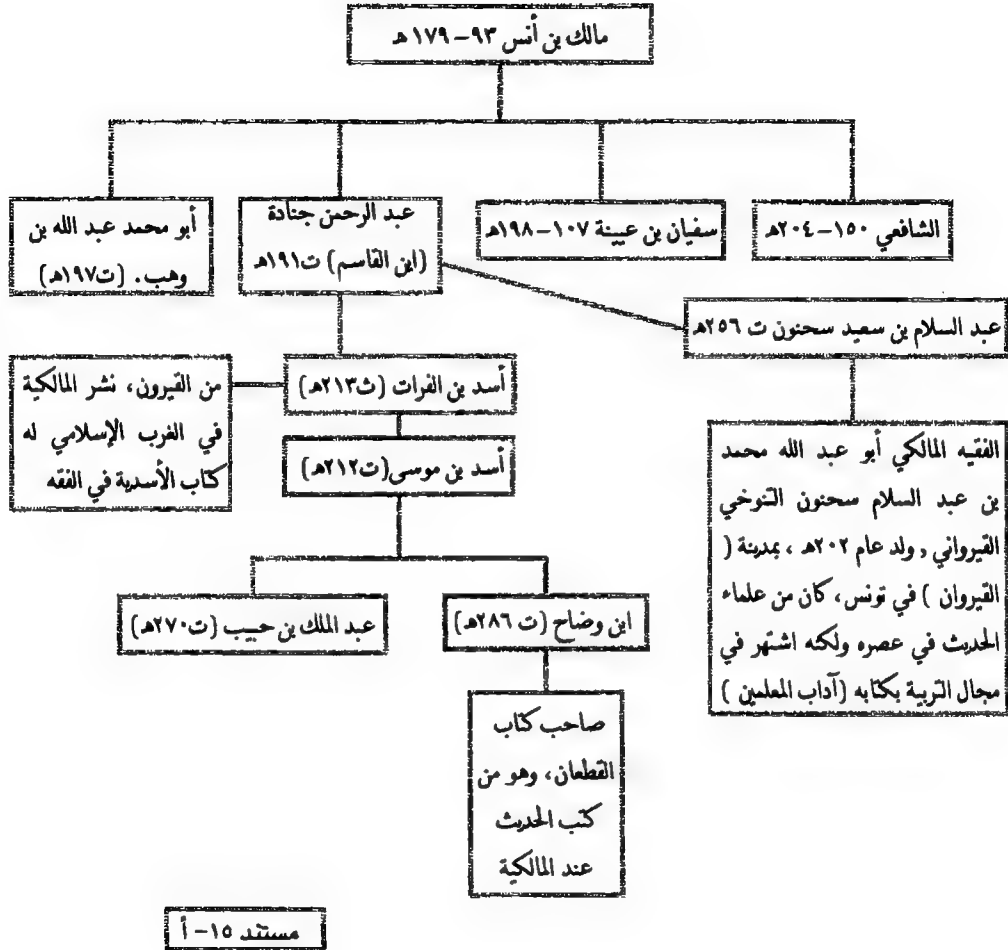 مالك بن أنس ٩٣-١٧٩هـ
الشافعي ١٥٠-٢٠٤هـ
سفيان بن عيينة ١٠٧-١٩٨هـ
عبد الرحمن جنادة
(ابن القاسم) ت١٩١هـ
أبو محمد عبد الله بن
وهب. (ت١٩٧هـ)
عبد السلام بن سعيد سحنون ت ٢٥٦هـ
أسد بن الفرات (ث٢١٣هـ)
من القيرون، نشر المالكية
في الغرب الإسلامي له
كتاب الأسدية في الفقه
أسد بن موسى(ت٢١٢هـ)
الفقيه المالكي أبو عبد الله محمد
بن عبد السلام سحنون التنوخي
القيرواني , ولد عام ٢٠٢هـ ، بمدينة (
القيروان ) في تونس، كان من علماء
الحديث في عصره ولكنه اشتهر في
مجال التربية بكتابه (آداب المعلمين )
ابن وضاح (ت ٢٨٦هـ)
عبد الملك بن حبيب (ت٢٧٠هـ)
صاحب كتاب
القطعان، وهو من
كتب الحديث
عند المالكية
مستند ١٥- أ